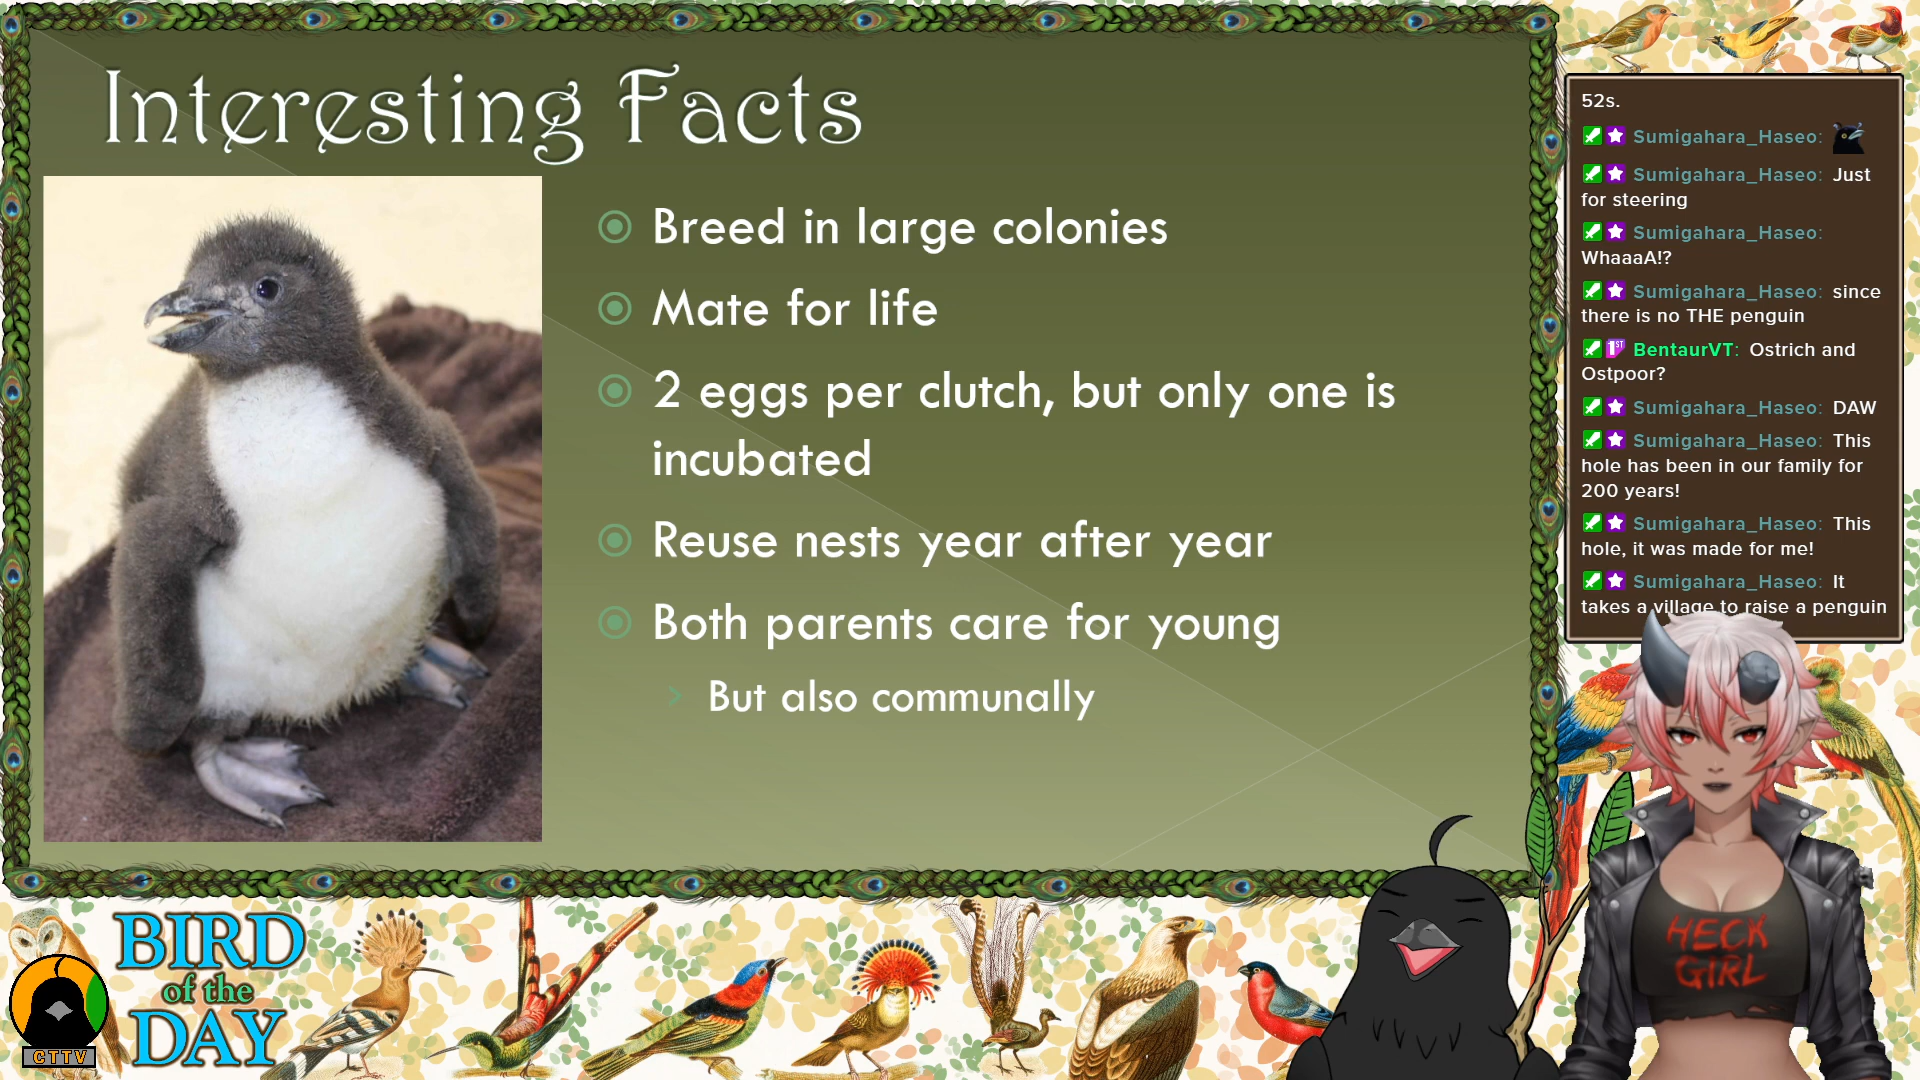 Interesting Facts
Breed in large colonies
Mate for life
2 eggs per clutch, but only one is
incubated
Reuse nests year after year
Both parents care for young
But also communally
52s.
Sumigahara_Haseo:
Sumigahara_Haseo: Just
for steering
Sumigahara_Haseo:
WhaaaA!?
Sumigahara_Haseo: since
there is no THE penguin
1ST BentaurVT: Ostrich and
Ostpoor?
Sumigahara_Haseo: DAW
Sumigahara_Haseo: This
hole has been in our family for
200 years!
Sumigahara_Haseo: This
hole, it was made for me!
Sumigahara_Haseo: It
takes a village to raise a penguin
HECK
GIRL
BIRD
of the
DAY
CTTV